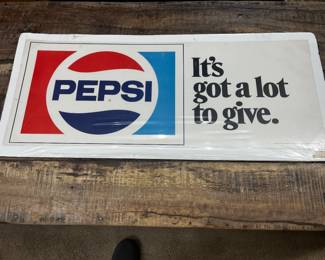 PEPSI
It's
got a lot
to give.